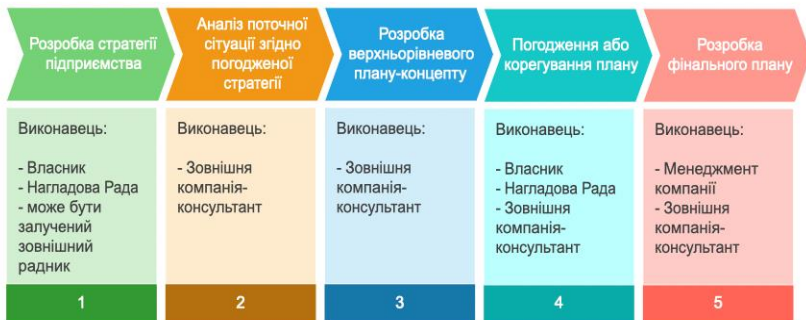 Розробка стратегії
підприємства
Виконавець:
- Власник
- Нагладова Рада
- може бути
залучений
зовнішний
радник
1
Аналіз поточної
ситуації згідно
погодженої
стратегії
Виконавець:
- Зовнішня
компанія-
консультант
2
Розробка
верхньорівневого
плану-концепту
Виконавець:
- Зовнішня
компанія-
консультант
3
Погодження або
корегування плану
Виконавець:
- Власник
- Нагладова Рада
- Зовнішня
компанія-
консультант
4
Розробка
фінального плану
Виконавець:
- Менеджмент
компанії
- Зовнішня
компанія-
консультант
5